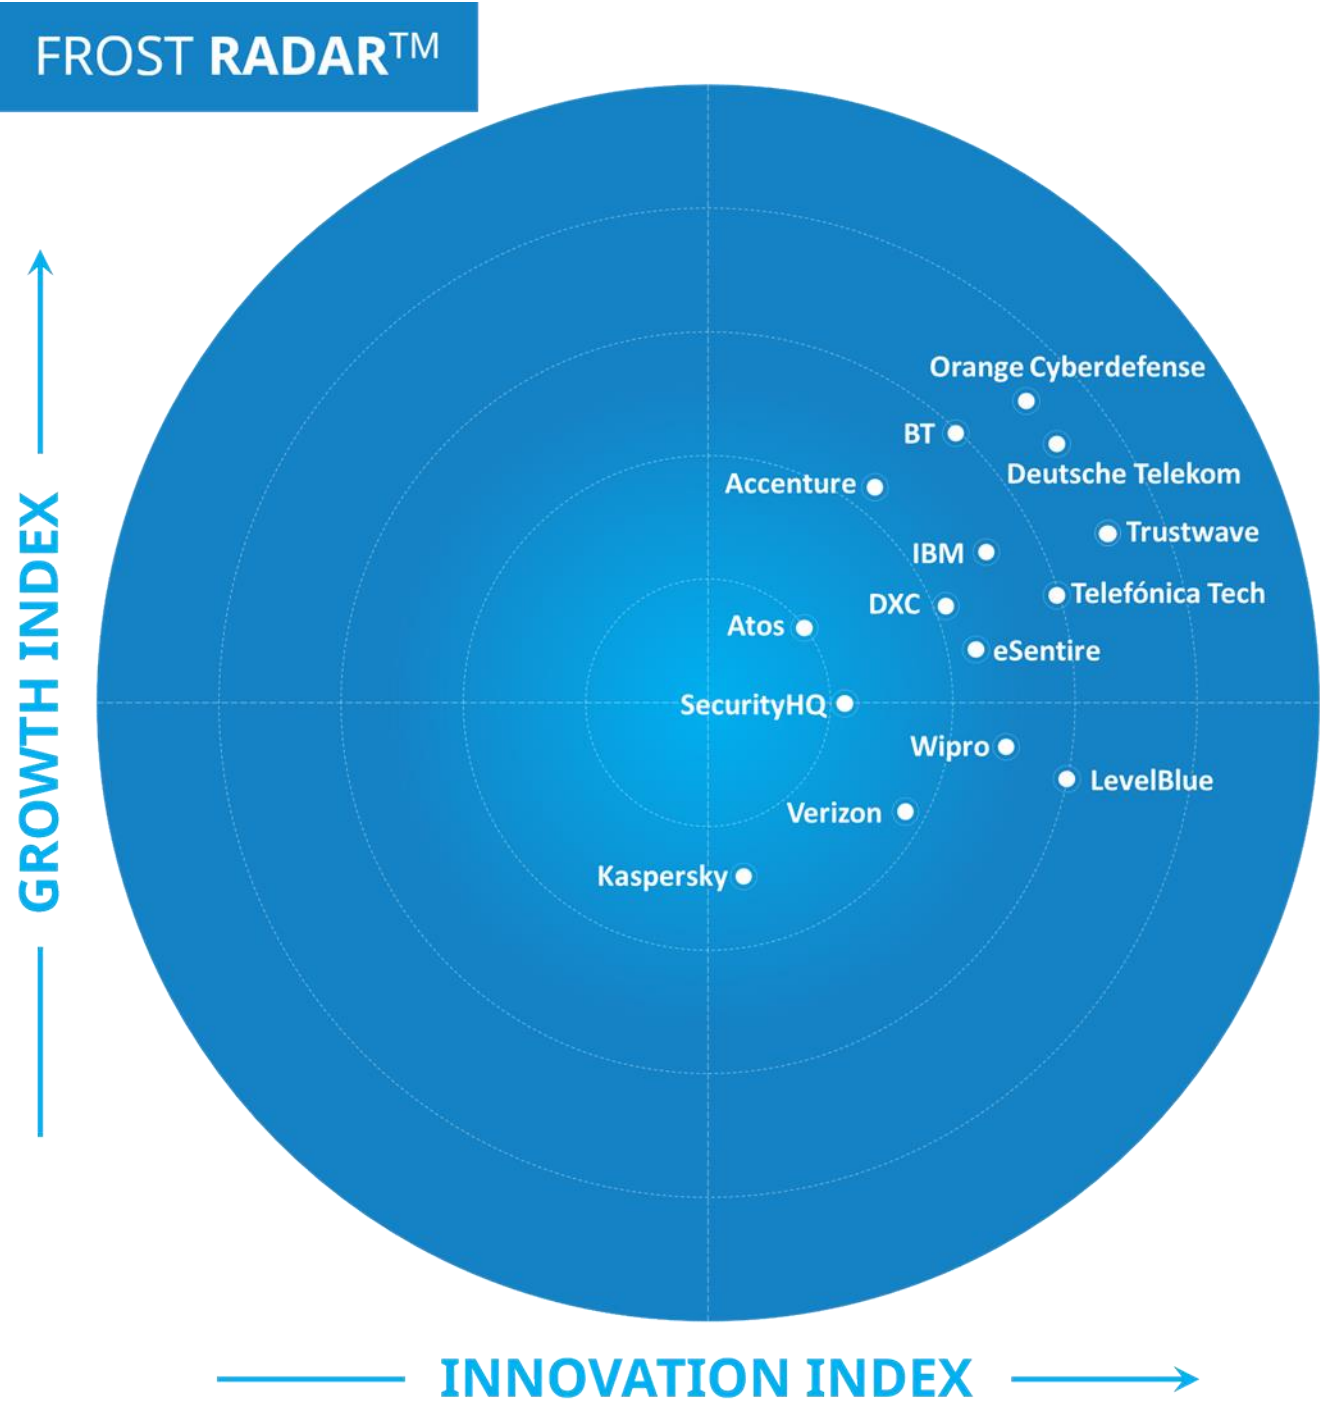 FROST RADAR™
Orange Cyberdefense
BT
Deutsche Telekom
Accenture
Trustwave
IBM
Telefónica Tech
DXC
Atos
eSentire
SecurityHQ
Wipro
LevelBlue
Verizon
Kaspersky
GROWTH INDEX
INNOVATION INDEX